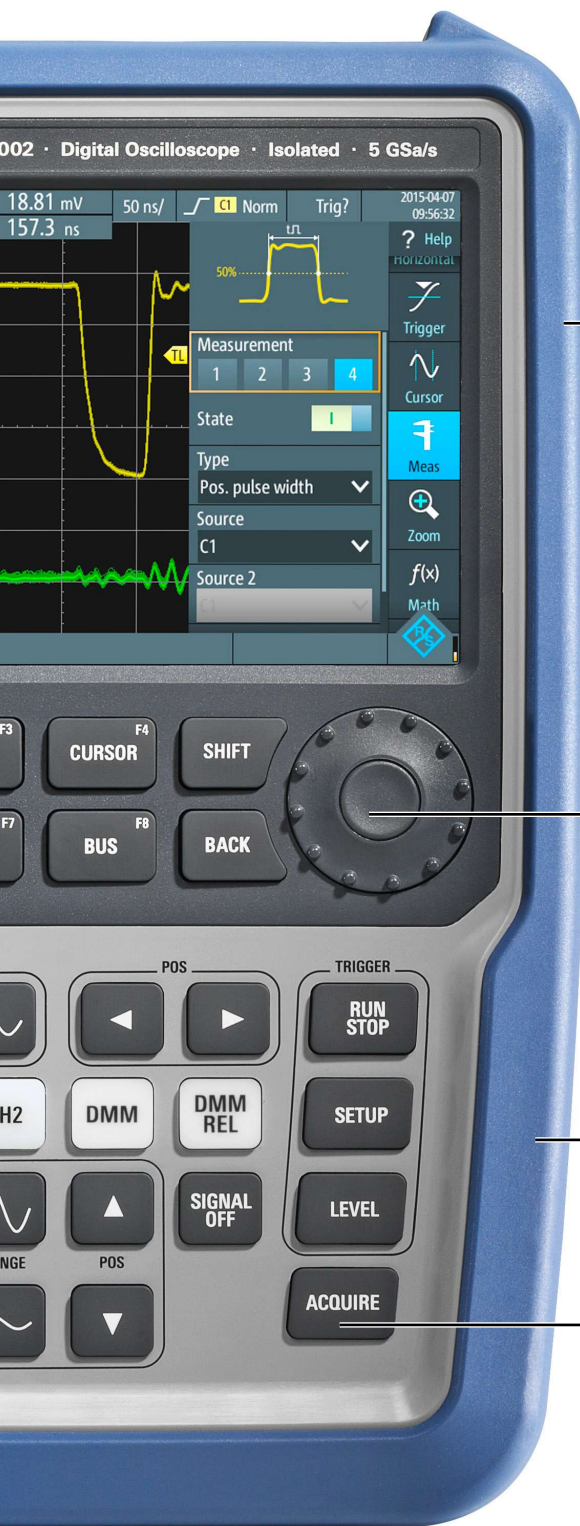 002 · Digital Oscilloscope · Isolated · 5 GSa/s
18.81 mV
157.3 ns
50 ns/
C1 Norm
Trig?
2015-04-07
09:56:32
? Help
Horizontal
Trigger
Cursor
Meas
Zoom
f(x)
Math
R&S
50%
TL
Measurement
1 2 3 4
State
I
Type
Pos. pulse width
Source
C1
Source 2
C1
F3
F4
CURSOR
SHIFT
F7
F8
BUS
BACK
POS
TRIGGER
RUN
STOP
H2
DMM
DMM
REL
SETUP
SIGNAL
OFF
LEVEL
NGE
POS
ACQUIRE